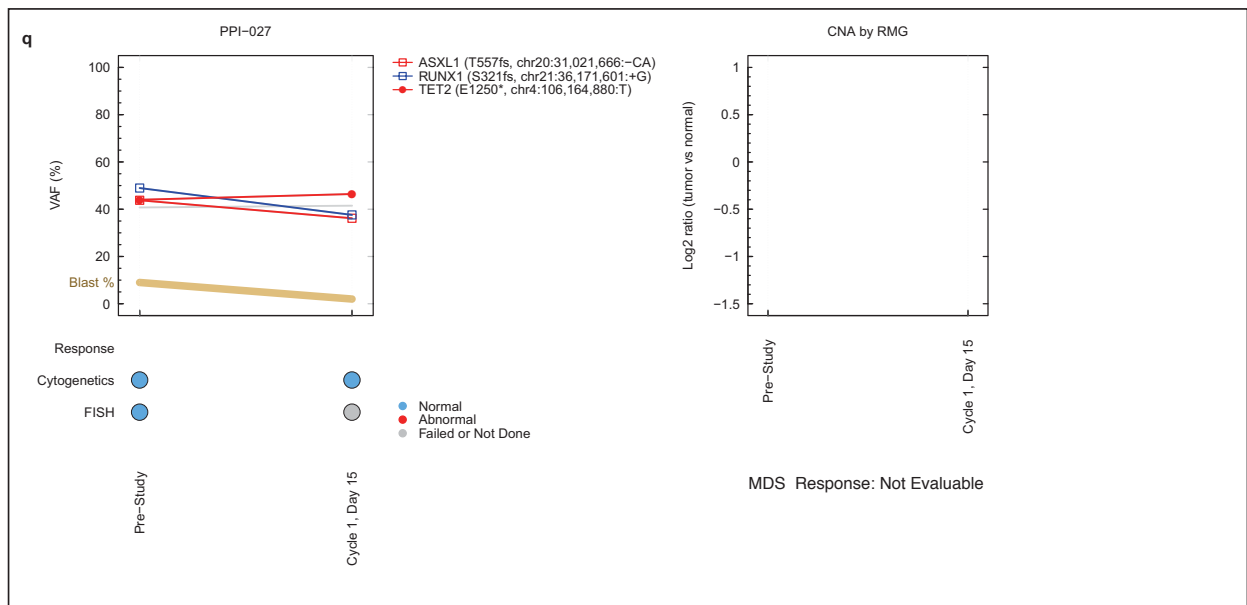 q
PPI−027
CNA by RMG
ASXL1 (T557fs, chr20:31,021,666:−CA)
RUNX1 (S321fs, chr21:36,171,601:+G)
TET2 (E1250*, chr4:106,164,880:T)
VAF (%)
100
80
60
40
20
0
Blast %
Log2 ratio (tumor vs normal)
1
0.5
0
−0.5
−1
−1.5
Response
Cytogenetics
FISH
Normal
Abnormal
Failed or Not Done
Pre−Study
Cycle 1, Day 15
Pre−Study
Cycle 1, Day 15
MDS Response: Not Evaluable